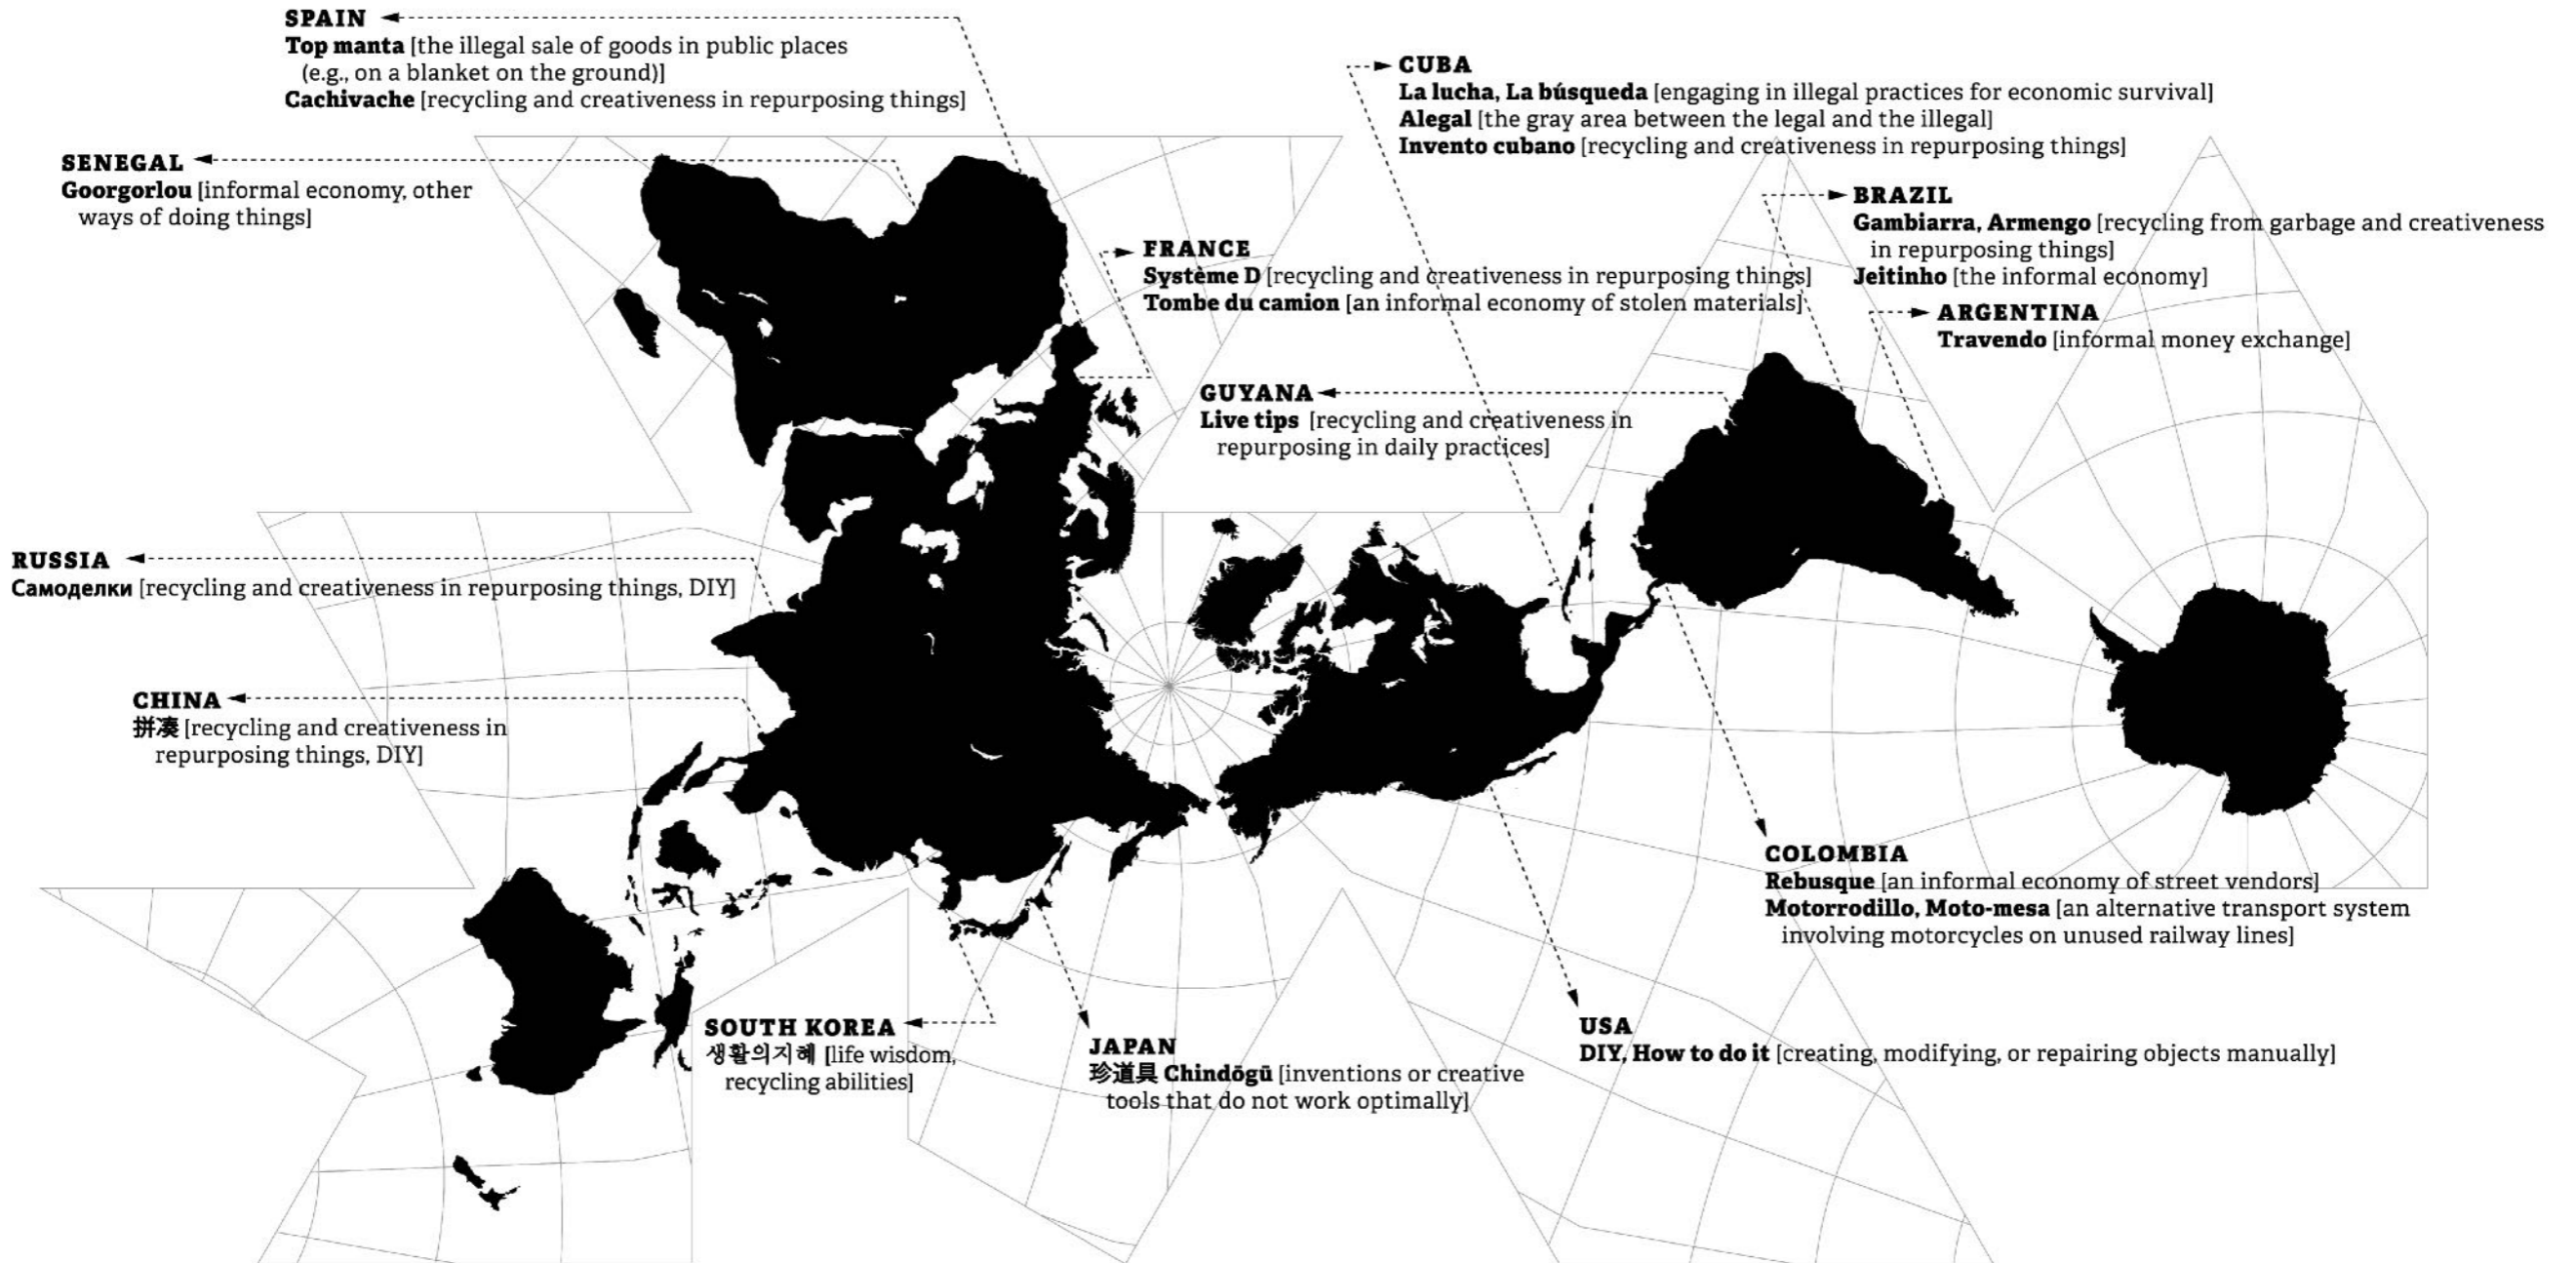 SPAIN
Top manta [the illegal sale of goods in public places
(e.g., on a blanket on the ground)]
Cachivache [recycling and creativeness in repurposing things]
CUBA
La lucha, La búsqueda [engaging in illegal practices for economic survival]
Alegal [the gray area between the legal and the illegal]
Invento cubano [recycling and creativeness in repurposing things]
SENEGAL
Goorgorlou [informal economy, other
ways of doing things]
BRAZIL
Gambiarra, Armengo [recycling from garbage and creativeness
in repurposing things]
Jeitinho [the informal economy]
FRANCE
Système D [recycling and creativeness in repurposing things]
Tombe du camion [an informal economy of stolen materials]
ARGENTINA
Travendo [informal money exchange]
GUYANA
Live tips [recycling and creativeness in
repurposing in daily practices]
RUSSIA
Самоделки [recycling and creativeness in repurposing things, DIY]
CHINA
拼凑 [recycling and creativeness in
repurposing things, DIY]
COLOMBIA
Rebusque [an informal economy of street vendors]
Motorrodillo, Moto-mesa [an alternative transport system
involving motorcycles on unused railway lines]
SOUTH KOREA
생활의지혜 [life wisdom,
recycling abilities]
JAPAN
珍道具 Chindōgū [inventions or creative
tools that do not work optimally]
USA
DIY, How to do it [creating, modifying, or repairing objects manually]